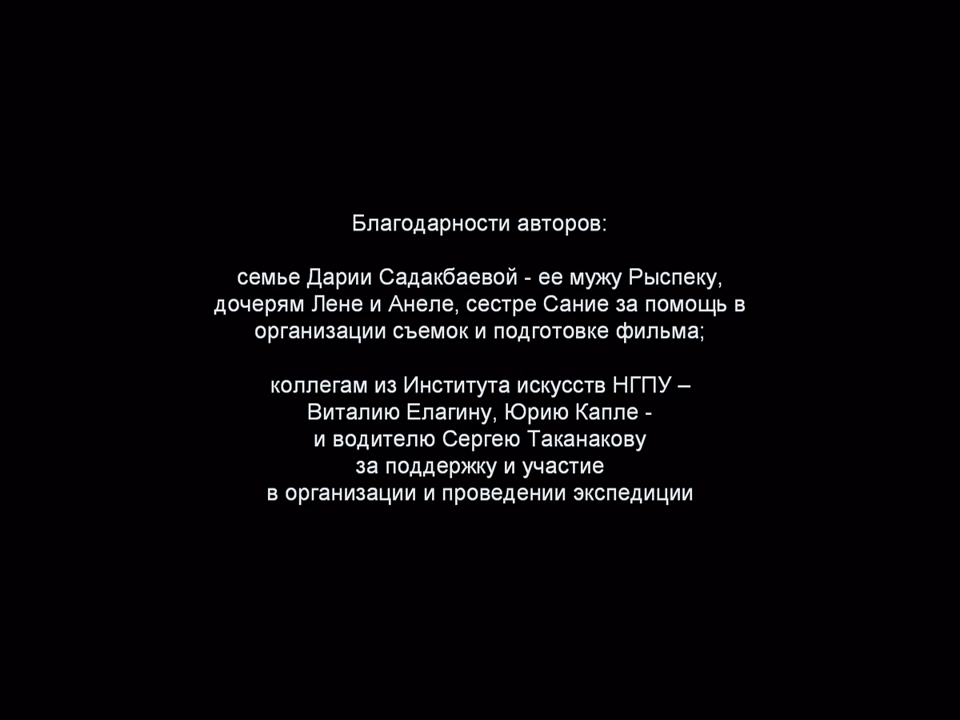 Благодарности авторов:
семье Дарии Садакбаевой - ее мужу Рыспеку,
дочерям Лене и Анеле, сестре Сание за помощь в
организации съемок и подготовке фильма;
коллегам из Института искусств НГПУ –
Виталию Елагину, Юрию Капле -
и водителю Сергею Таканакову
за поддержку и участие
в организации и проведении экспедиции